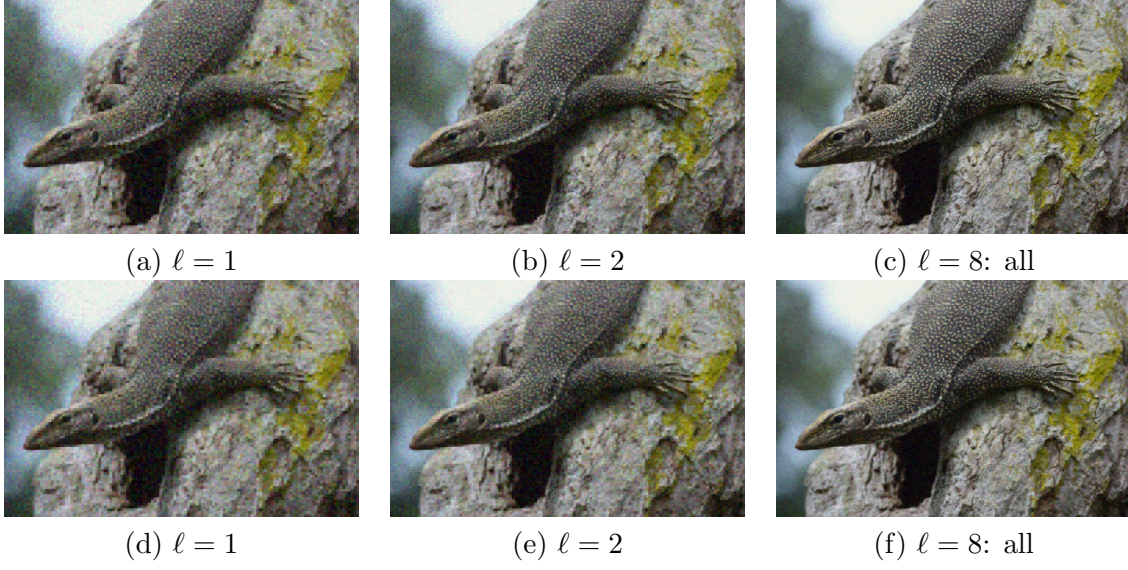 (a) ℓ = 1
(b) ℓ = 2
(c) ℓ = 8: all
(d) ℓ = 1
(e) ℓ = 2
(f) ℓ = 8: all